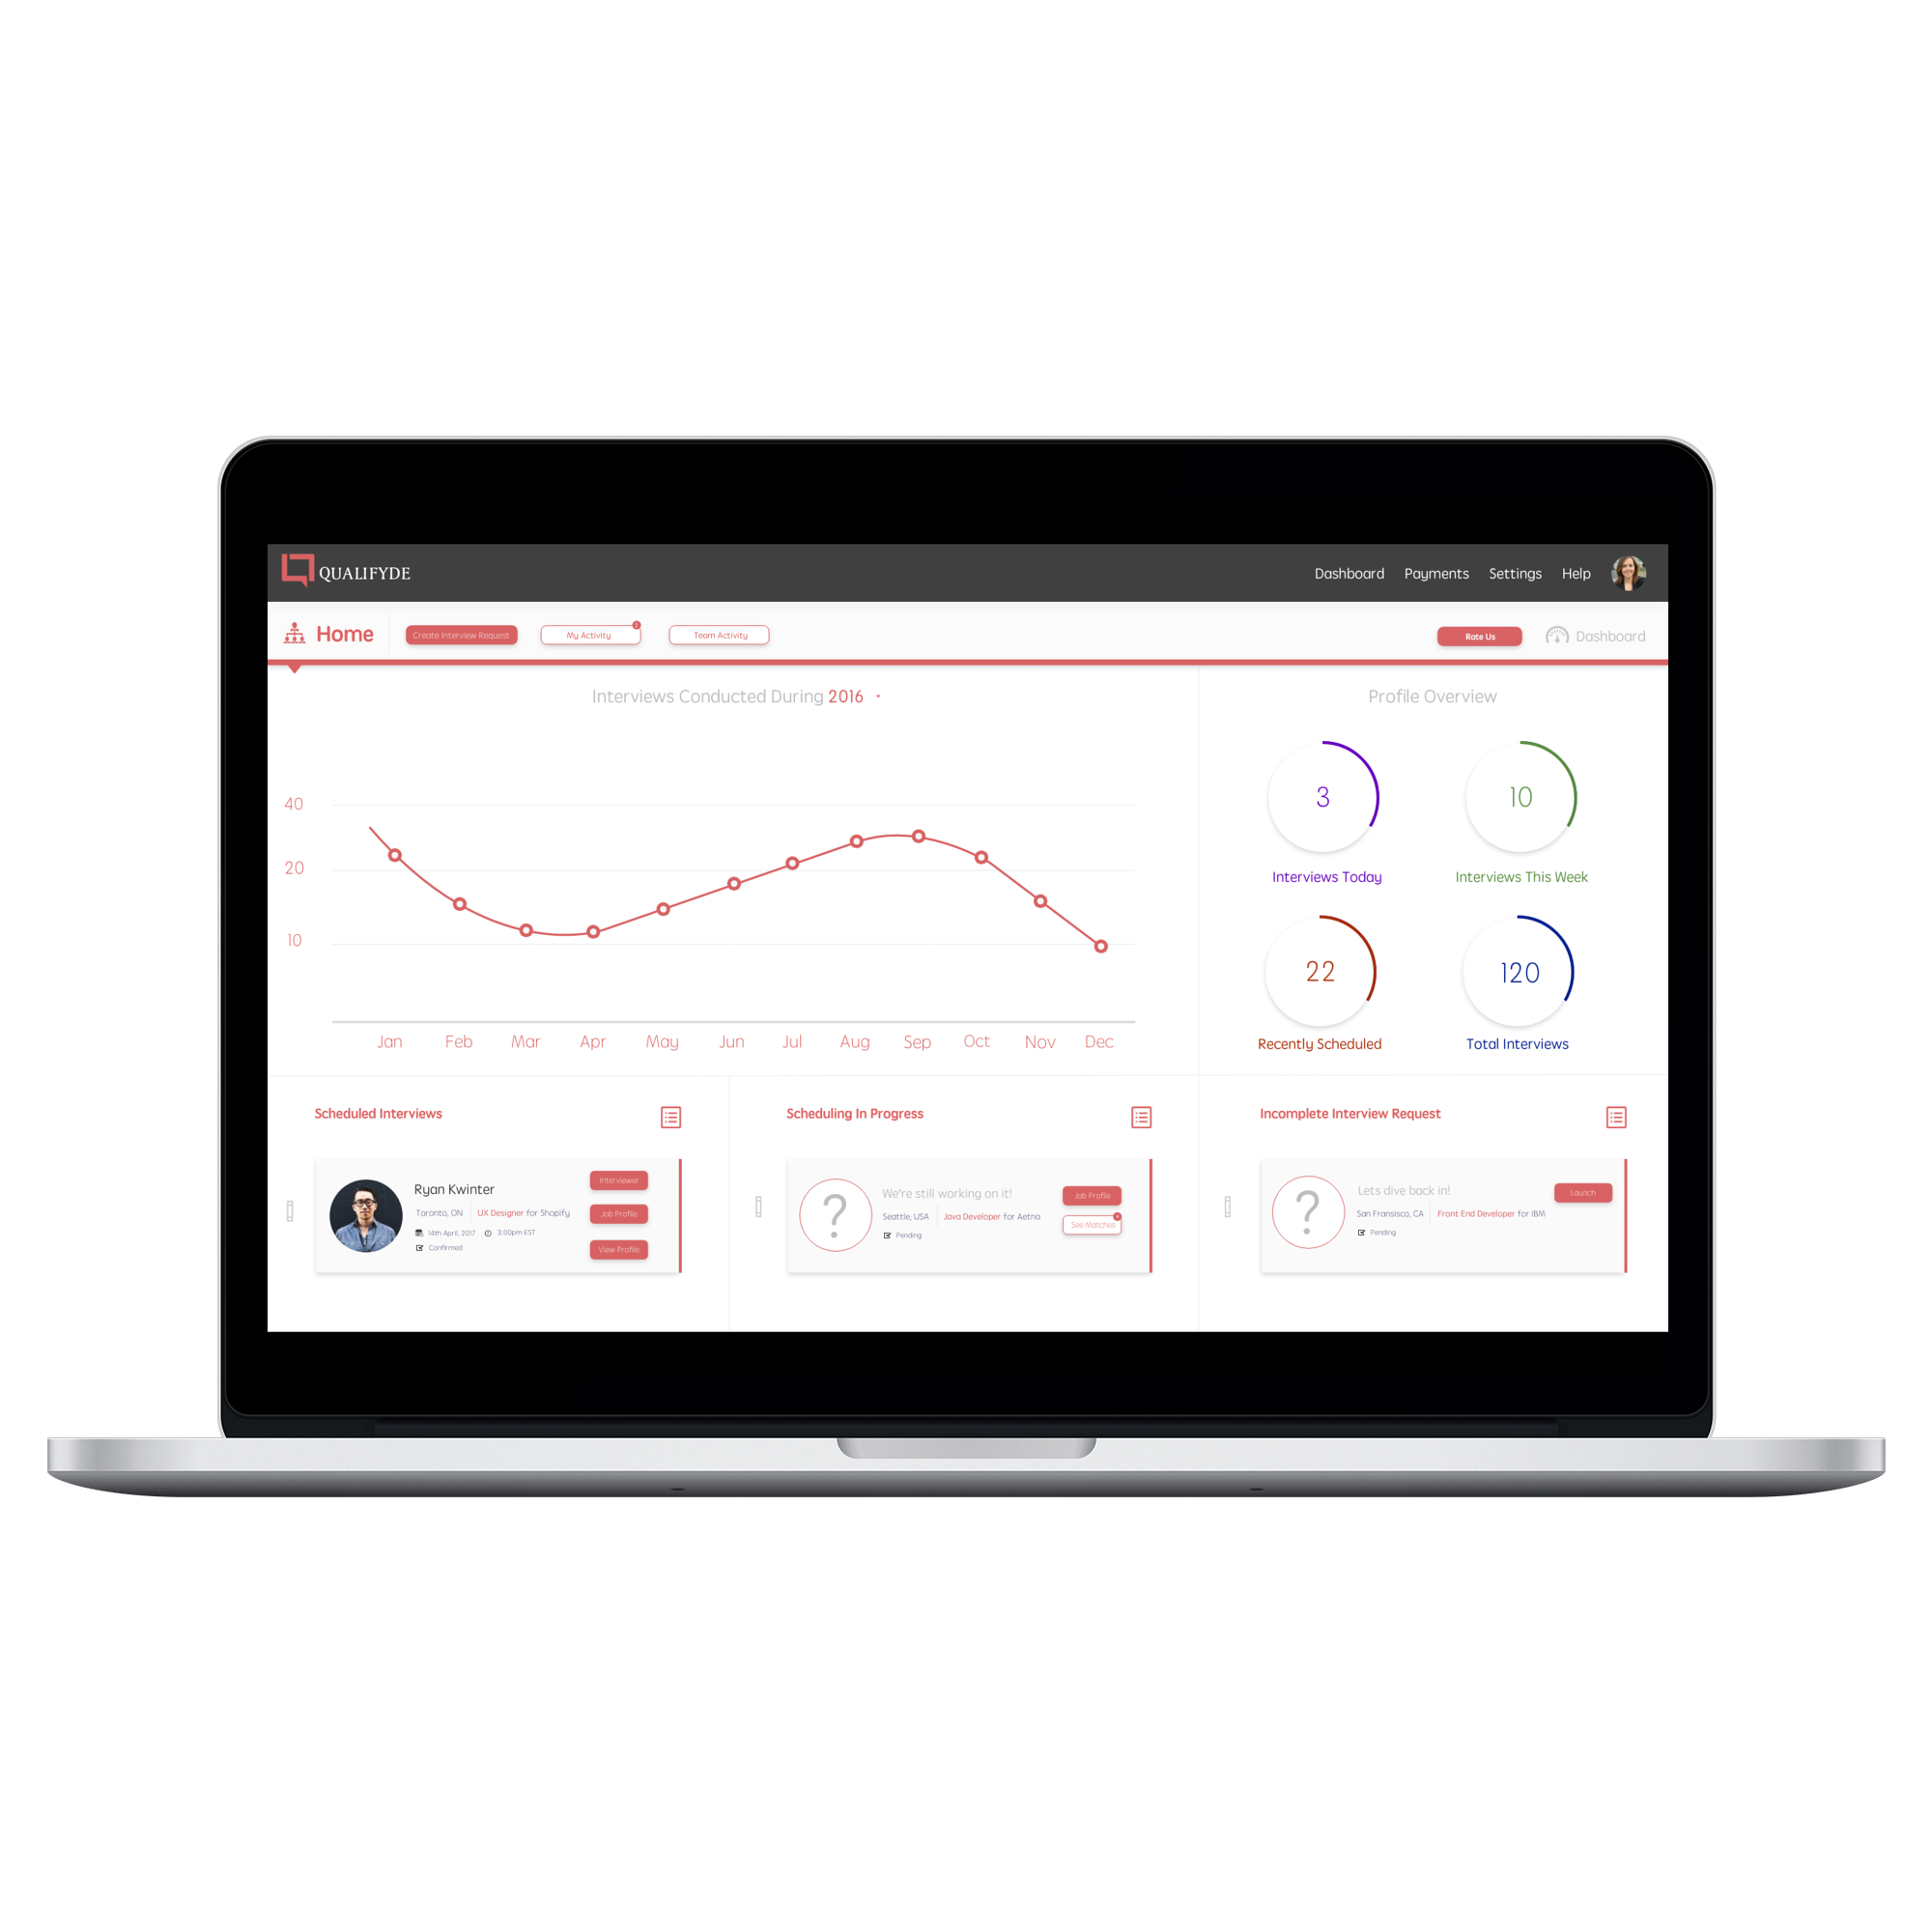 QUALIFYDE
Dashboard Payments Settings Help
Home Create Interview Request My Activity 2 Team Activity Rate Us Dashboard
Interviews Conducted During 2016
40
20
10
Jan Feb Mar Apr May Jun Jul Aug Sep Oct Nov Dec
Profile Overview
3 10
Interviews Today Interviews This Week
22 120
Recently Scheduled Total Interviews
Scheduled Interviews
Ryan Kwinter
Toronto, ON UX Designer for Shopify
14th April, 2017 3:00pm EST
Confirmed
Interviewer
Job Profile
View Profile
Scheduling In Progress
?
We're still working on it!
Seattle, USA Java Developer for Aetna
Pending
Job Profile
See Matches
Incomplete Interview Request
?
Lets dive back in!
San Fransisco, CA Front End Developer for IBM
Pending
Launch